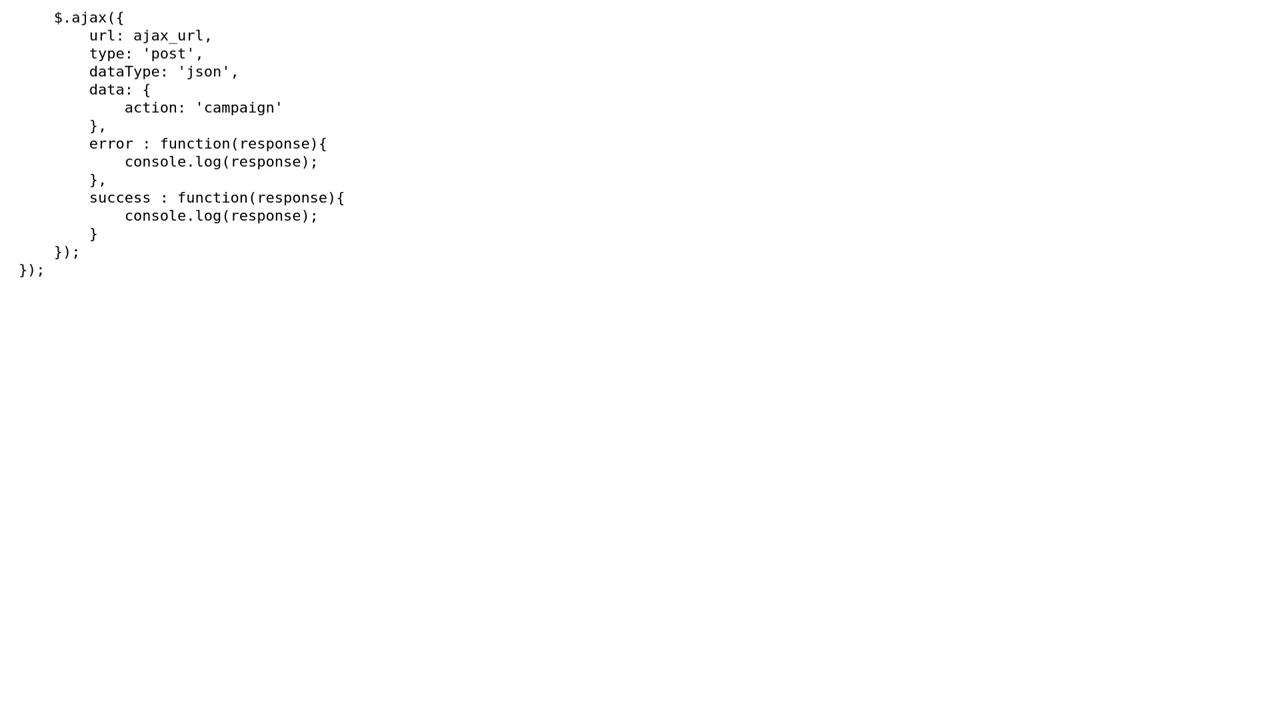 $.ajax({
        url: ajax_url,
        type: 'post',
        dataType: 'json',
        data: {
            action: 'campaign'
        },
        error : function(response){
            console.log(response);
        },
        success : function(response){
            console.log(response);
        }
    });
});